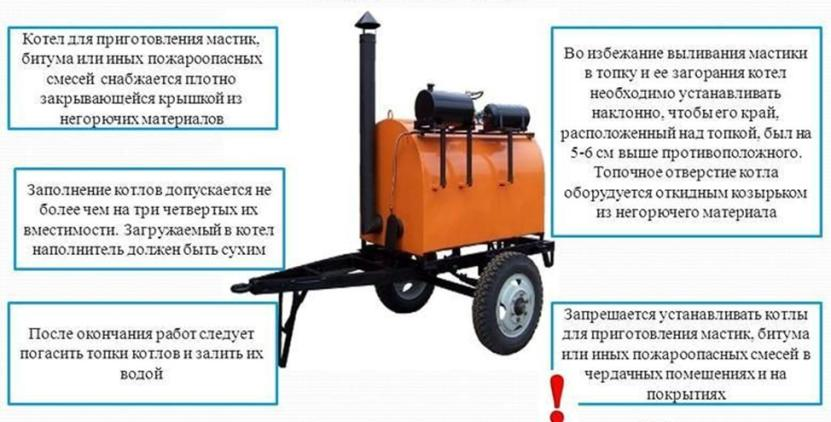 Котел для приготовления мастик,
битума или иных пожароопасных
смесей снабжается плотно
закрывающейся крышкой из
негорючих материалов
Заполнение котлов допускается не
более чем на три четвертых их
вместимости. Загружаемый в котел
наполнитель должен быть сухим
После окончания работ следует
погасить топки котлов и залить их
водой
Во избежание выливания мастики
в топку и ее загорания котел
необходимо устанавливать
наклонно, чтобы его край,
расположенный над топкой, был на
5-6 см выше противоположного.
Топочное отверстие котла
оборудуется откидным козырьком
из негорючего материала
Запрешается устанавливать котлы
для приготовления мастик, битума
или иных пожароопасных смесей в
чердачных помещениях и на
покрытиях
!